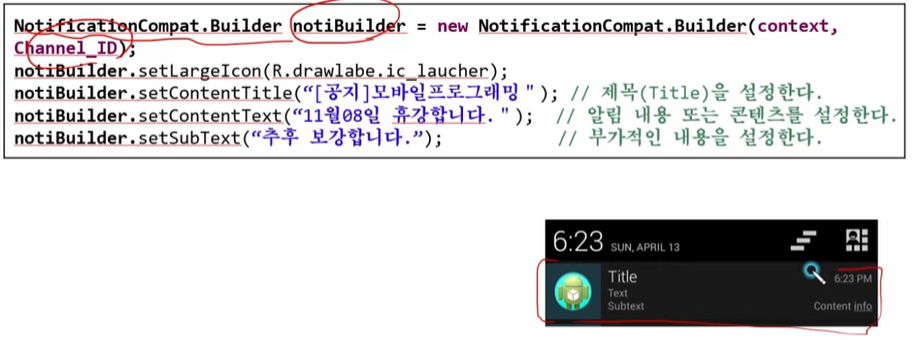 NotificationCompat.Builder notiBuilder = new NotificationCompat.Builder(context,
Channel_ID);
notiBuilder.setLargeIcon(R.drawlabe.ic_laucher);
notiBuilder.setContentTitle(“[공지]모바일프로그래밍"); // 제목(Title)을 설정한다.
notiBuilder.setContentText(“11월08일 휴강합니다."); // 알림 내용 또는 콘텐츠를 설정한다.
notiBuilder.setSubText(“추후 보강합니다.”); // 부가적인 내용을 설정한다.
6:23 SUN, APRIL 13
Title 6:23 PM
Text
Subtext Content info